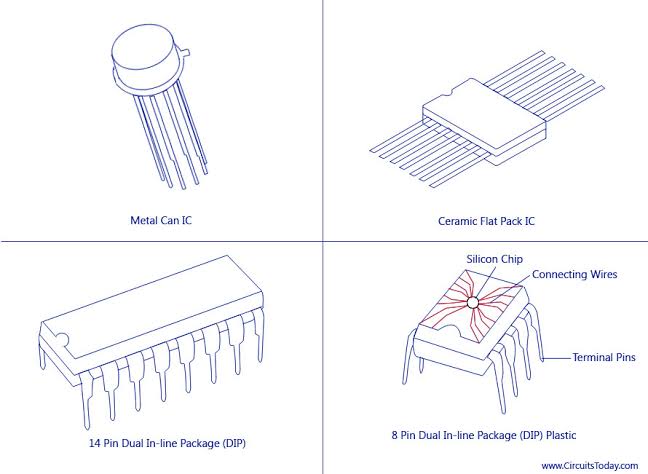 Metal Can IC
Ceramic Flat Pack IC
Silicon Chip
Connecting Wires
Terminal Pins
14 Pin Dual In-line Package (DIP)
8 Pin Dual In-line Package (DIP) Plastic
www.CircuitsToday.com